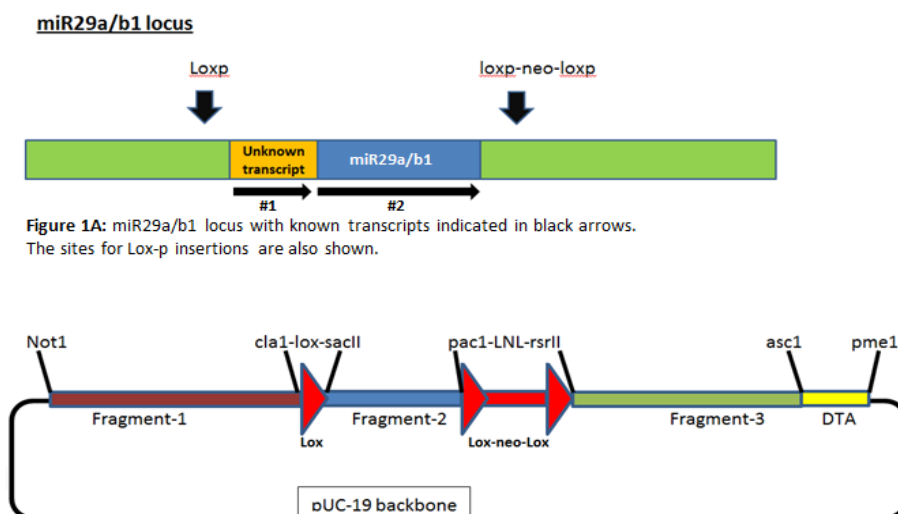 miR29a/b1 locus
Loxp
loxp-neo-loxp
Unknown
transcript
miR29a/b1
#1
#2
Figure 1A: miR29a/b1 locus with known transcripts indicated in black arrows.
The sites for Lox-p insertions are also shown.
Not1
cla1-lox-sacII
pac1-LNL-rsrII
asc1
pme1
Fragment-1
Lox
Fragment-2
Lox-neo-Lox
Fragment-3
DTA
pUC-19 backbone